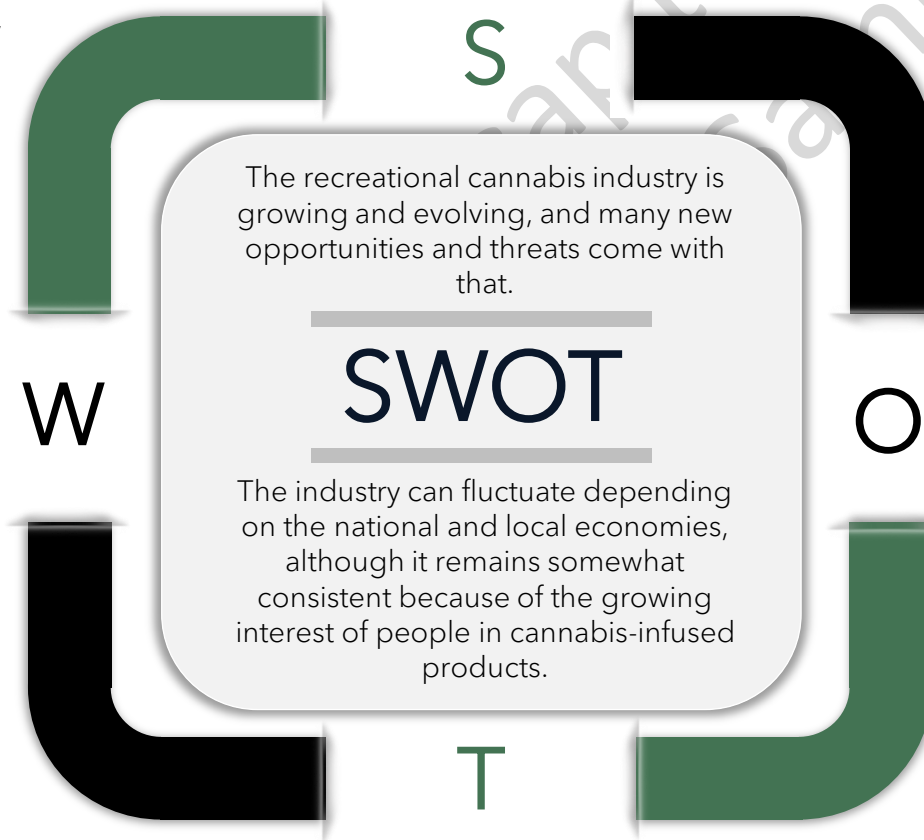 S
The recreational cannabis industry is
growing and evolving, and many new
opportunities and threats come with
that.
SWOT
W
O
The industry can fluctuate depending
on the national and local economies,
although it remains somewhat
consistent because of the growing
interest of people in cannabis-infused
products.
T